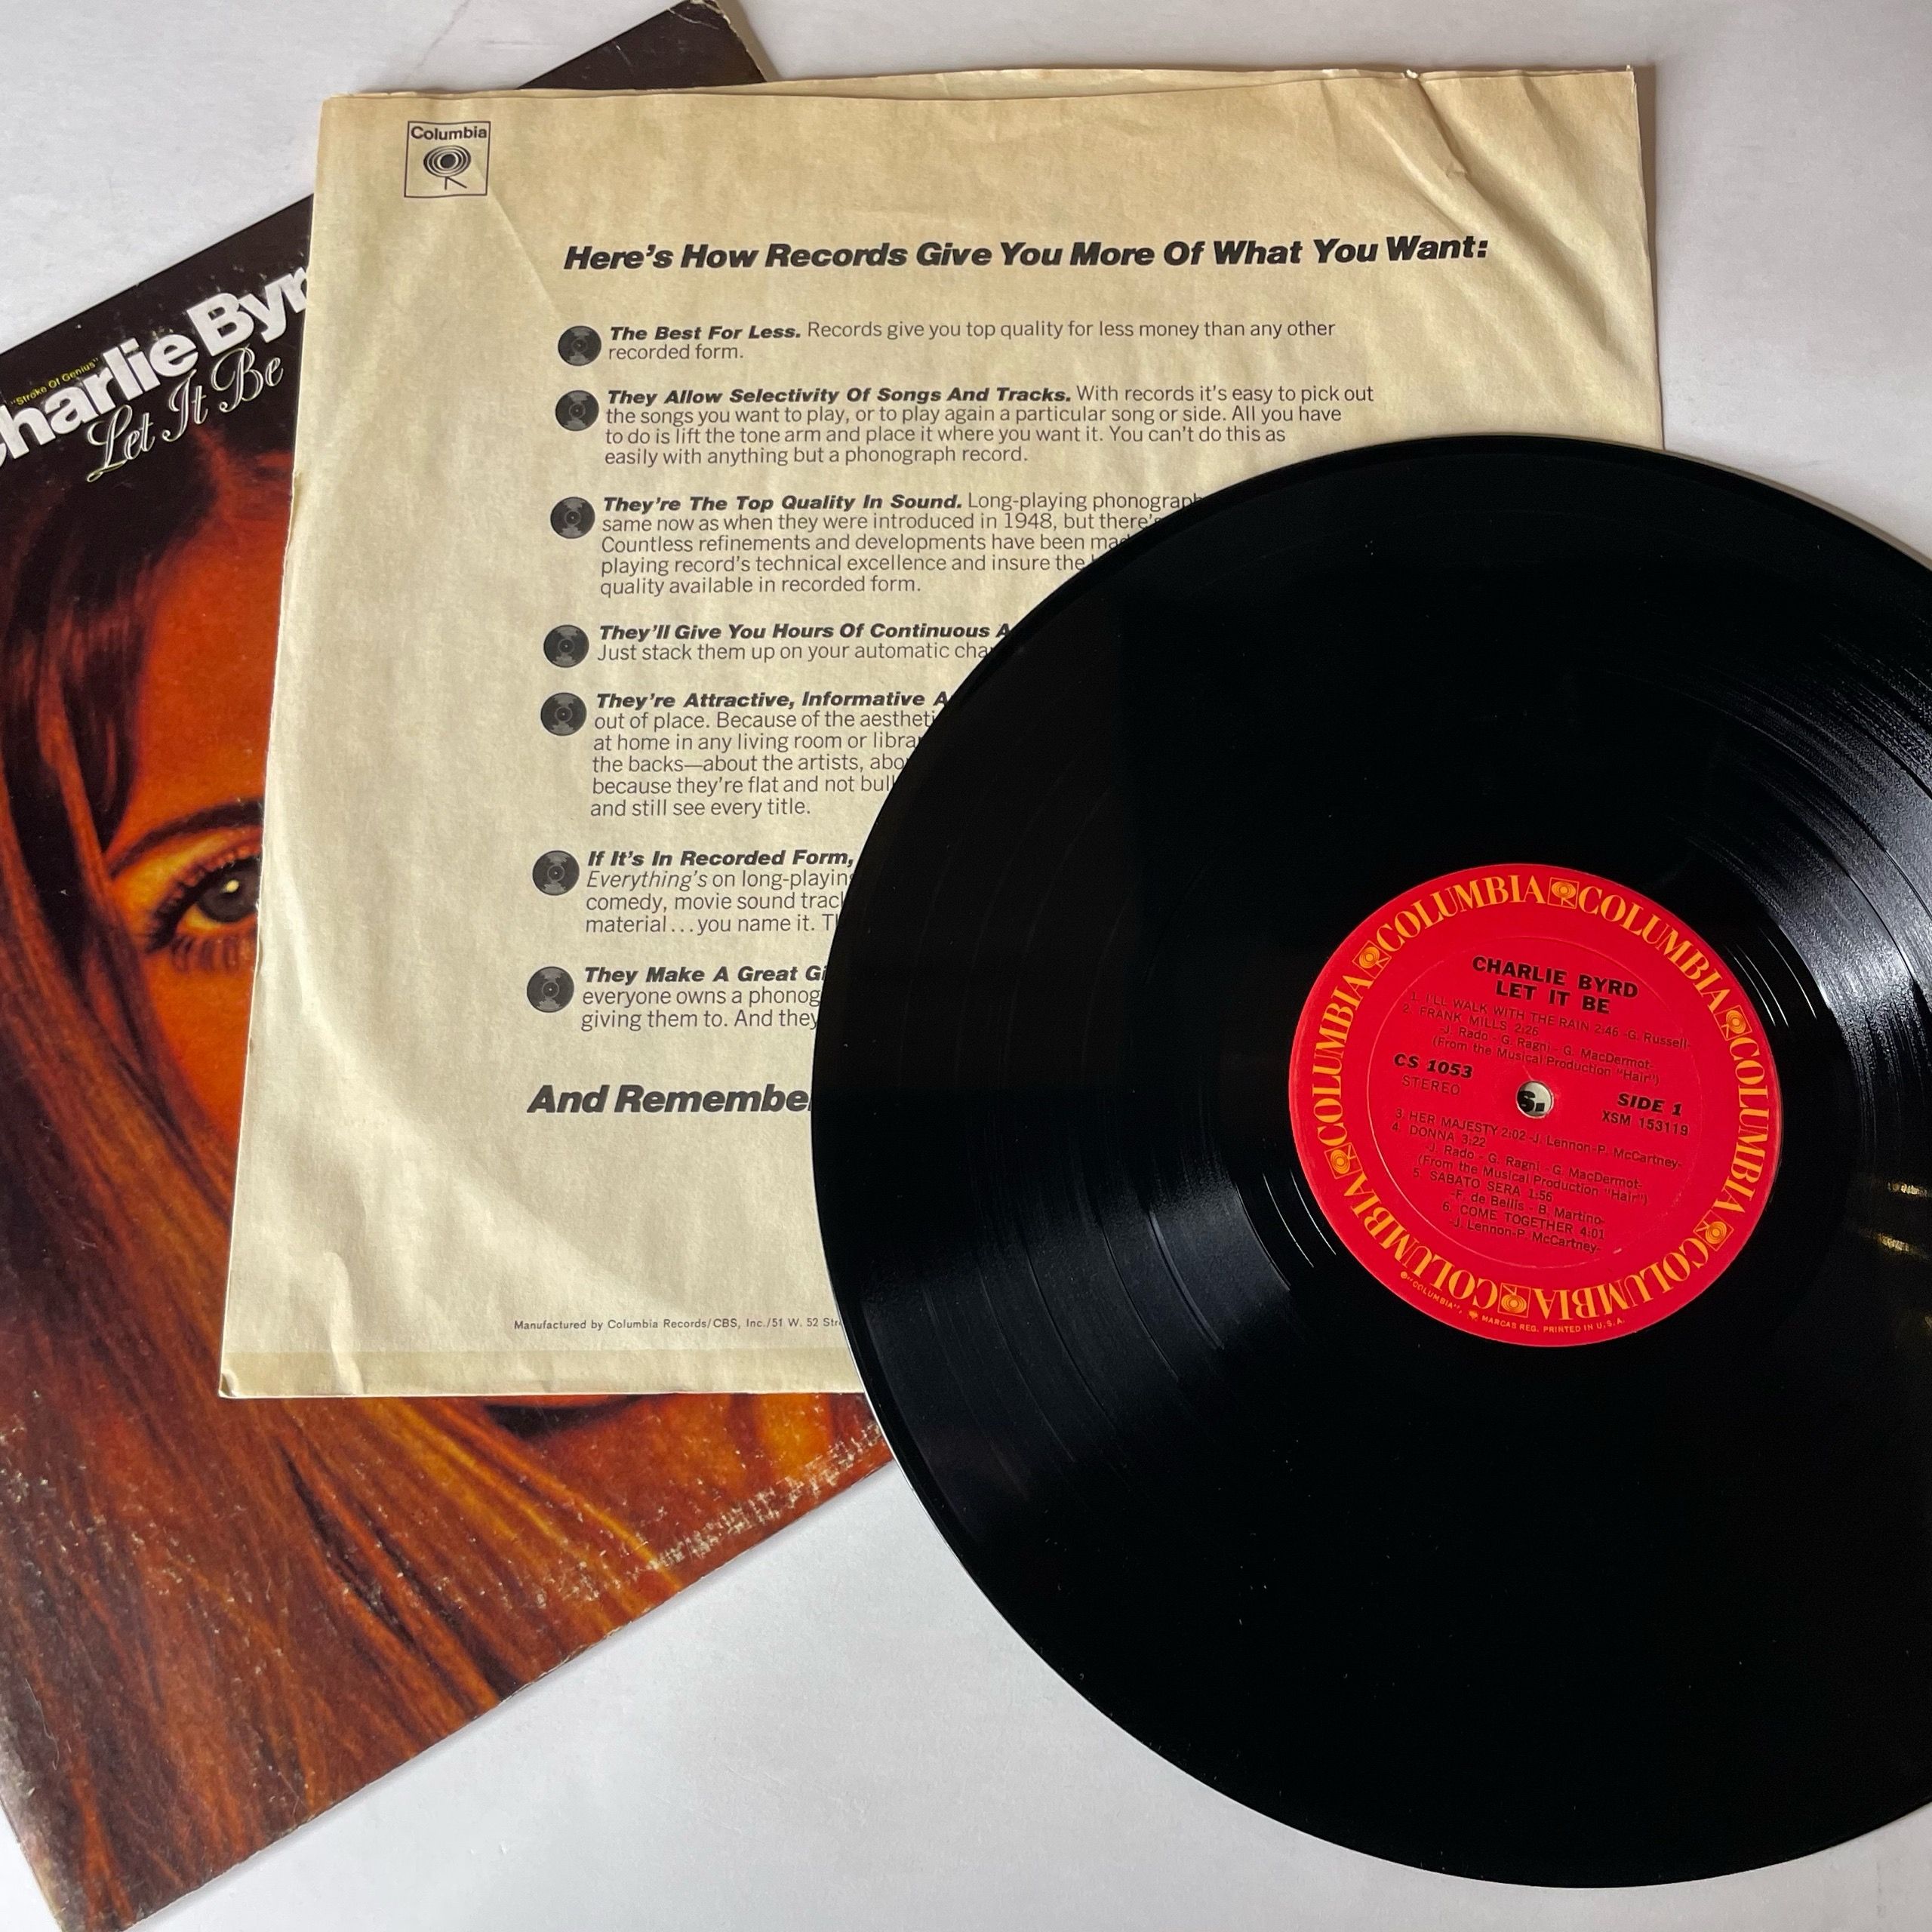 "Stroke Of Genius"
Charlie Byr
Let It Be
Columbia
Here's How Records Give You More Of What You Want:
The Best For Less. Records give you top quality for less money than any other
recorded form.
They Allow Selectivity Of Songs And Tracks. With records it's easy to pick out
the songs you want to play, or to play again a particular song or side. All you have
to do is lift the tone arm and place it where you want it. You can't do this as
easily with anything but a phonograph record.
They're The Top Quality In Sound. Long-playing phonograph
same now as when they were introduced in 1948, but there's
Countless refinements and developments have been mad
playing record's technical excellence and insure the
quality available in recorded form.
They'll Give You Hours Of Continuous A
Just stack them up on your automatic cha
They're Attractive, Informative A
out of place. Because of the aestheti
at home in any living room or librar
the backs—about the artists, abo
because they're flat and not bul
and still see every title.
If It's In Recorded Form,
Everything's on long-playing
comedy, movie sound track
material...you name it. T
They Make A Great Gi
everyone owns a phonog
giving them to. And they
And Remember
Manufactured by Columbia Records/CBS, Inc./51 W. 52 Str
COLUMBIA COLUMBIA COLUMBIA COLUMBIA COLUMBIA COLUMBIA COLUMBIA COLUMBIA
CHARLIE BYRD
LET IT BE
1. I'LL WALK WITH THE RAIN 2:46 -G. Russell-
2. FRANK MILLS 2:26
-J. Rado - G. Ragni - G. MacDermot-
(From the Musical Production "Hair")
CS 1053
STEREO
SIDE 1
XSM 153119
3. HER MAJESTY 2:02 -J. Lennon-P. McCartney-
4. DONNA 3:22
-J. Rado - G. Ragni - G. MacDermot-
(From the Musical Production "Hair")
5. SABATO SERA 1:56
-F. de Bellis - B. Martino-
6. COME TOGETHER 4:01
-J. Lennon-P. McCartney-
®"COLUMBIA", MARCAS REG. PRINTED IN U.S.A.